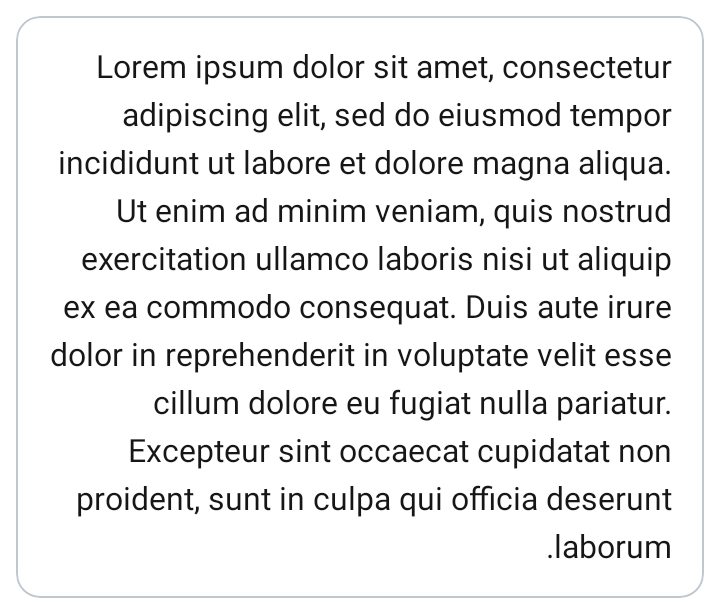 Lorem ipsum dolor sit amet, consectetur
adipiscing elit, sed do eiusmod tempor
incididunt ut labore et dolore magna aliqua.
Ut enim ad minim veniam, quis nostrud
exercitation ullamco laboris nisi ut aliquip
ex ea commodo consequat. Duis aute irure
dolor in reprehenderit in voluptate velit esse
cillum dolore eu fugiat nulla pariatur.
Excepteur sint occaecat cupidatat non
proident, sunt in culpa qui officia deserunt
.laborum